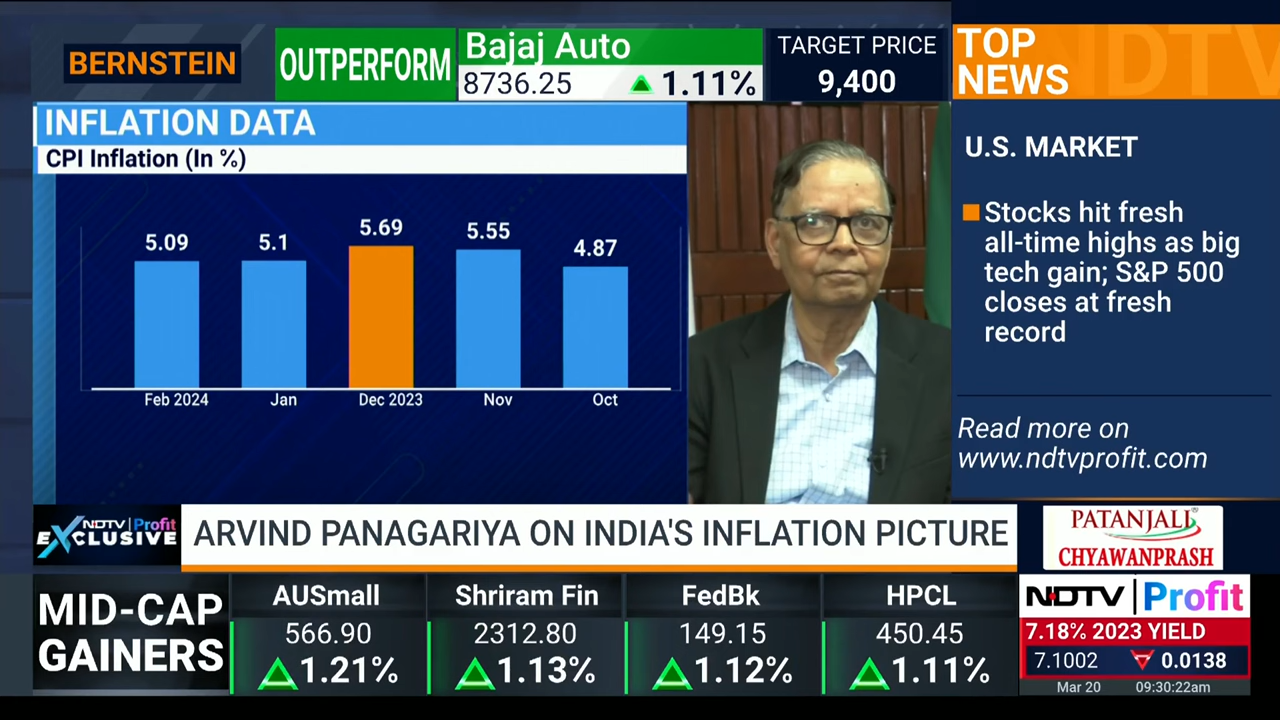 BERNSTEIN
OUTPERFORM
Bajaj Auto
8736.25 ▲ 1.11%
TARGET PRICE
9,400
TOP
NEWS
NDTV
INFLATION DATA
CPI Inflation (In %)
5.09 5.1 5.69 5.55 4.87
Feb 2024 Jan Dec 2023 Nov Oct
U.S. MARKET
Stocks hit fresh
all-time highs as big
tech gain; S&P 500
closes at fresh
record
Read more on
www.ndtvprofit.com
NDTV | Profit
EXCLUSIVE
ARVIND PANAGARIYA ON INDIA'S INFLATION PICTURE
PATANJALI
CHYAWANPRASH
MID-CAP
GAINERS
AUSmall
566.90
▲ 1.21%
Shriram Fin
2312.80
▲ 1.13%
FedBk
149.15
▲ 1.12%
HPCL
450.45
▲ 1.11%
NDTV | Profit
7.18% 2023 YIELD
7.1002 ▼ 0.0138
Mar 20 09:30:22am